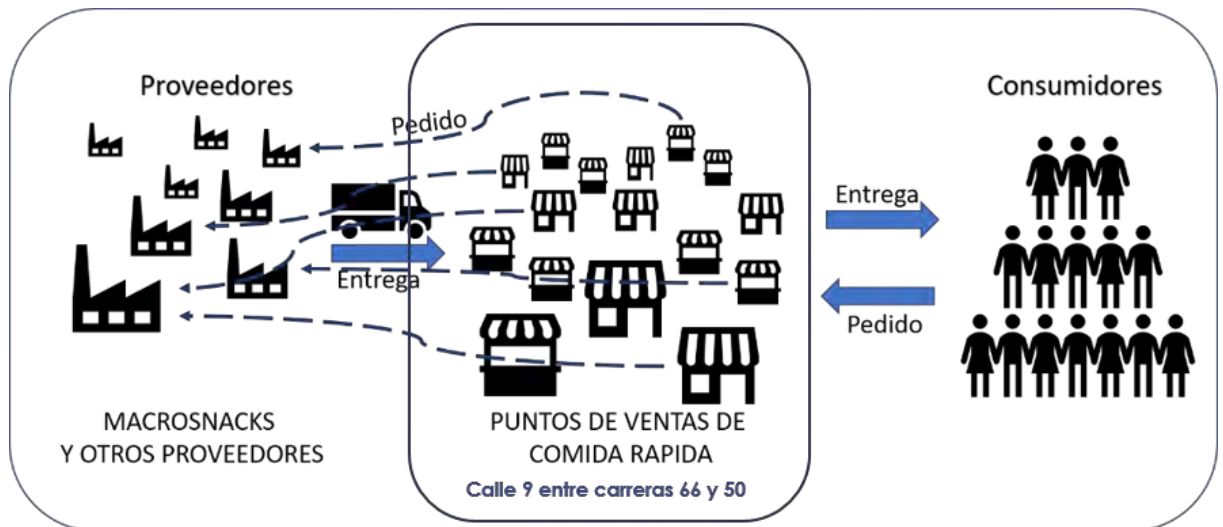 Proveedores
Pedido
Entrega
MACROSNACKS
Y OTROS PROVEEDORES
PUNTOS DE VENTAS DE
COMIDA RAPIDA
Calle 9 entre carreras 66 y 50
Consumidores
Entrega
Pedido